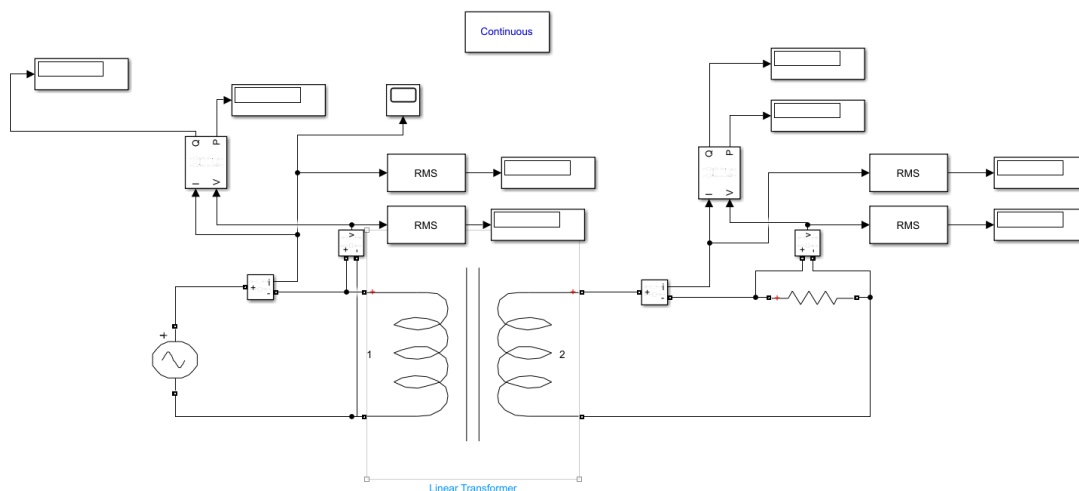 Continuous
Q P
I V
RMS
RMS
v
+ -
i
+ -
+
+
1
2
+
Q P
I V
RMS
RMS
v
+ -
i
+ -
+
Linear Transformer